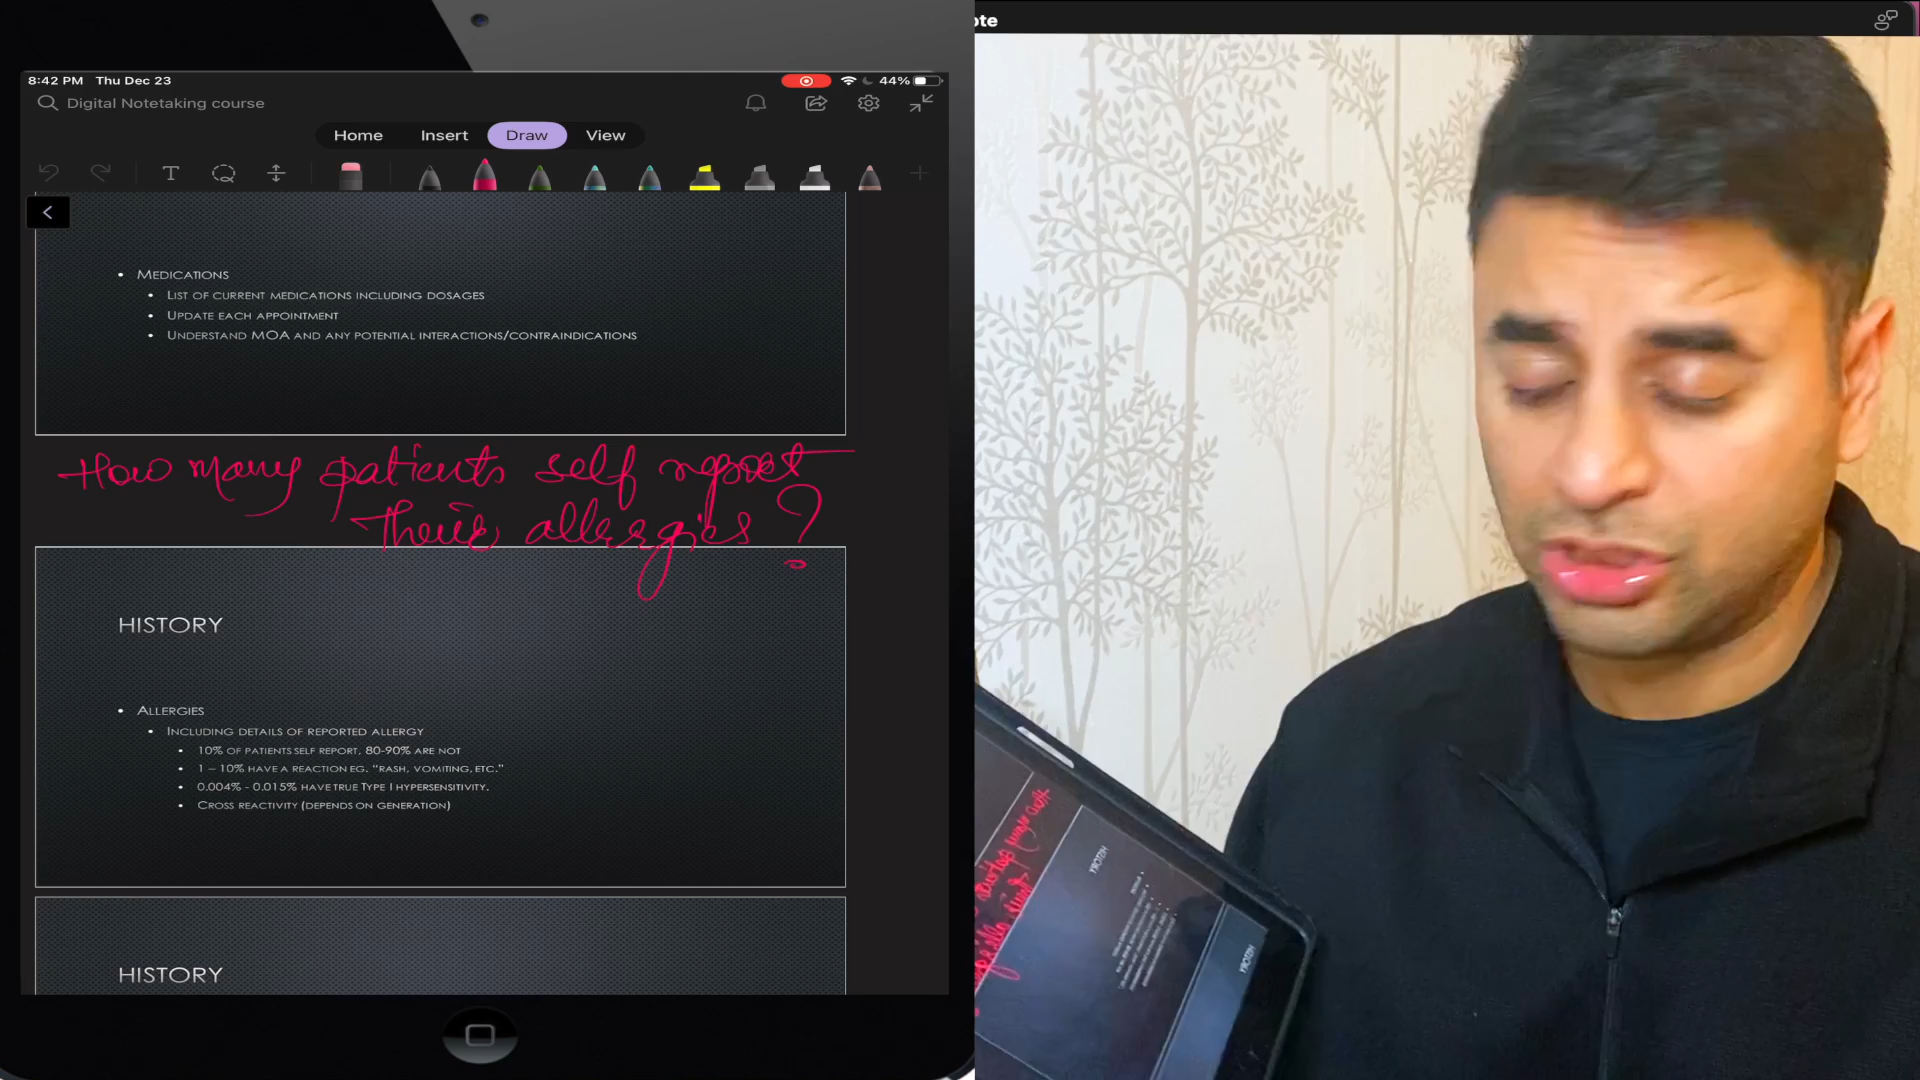 8:42 PM Thu Dec 23
44%
Digital Notetaking course
Home Insert Draw View
T
MEDICATIONS
LIST OF CURRENT MEDICATIONS INCLUDING DOSAGES
UPDATE EACH APPOINTMENT
UNDERSTAND MOA AND ANY POTENTIAL INTERACTIONS/CONTRAINDICATIONS
How many patients self report
their allergies ?
HISTORY
ALLERGIES
INCLUDING DETAILS OF REPORTED ALLERGY
10% OF PATIENTS SELF REPORT, 80-90% ARE NOT
1 – 10% HAVE A REACTION EG. "RASH, VOMITING, ETC."
0.004% - 0.015% HAVE TRUE TYPE I HYPERSENSITIVITY.
CROSS REACTIVITY (DEPENDS ON GENERATION)
HISTORY
ote
HISTORY
HISTORY